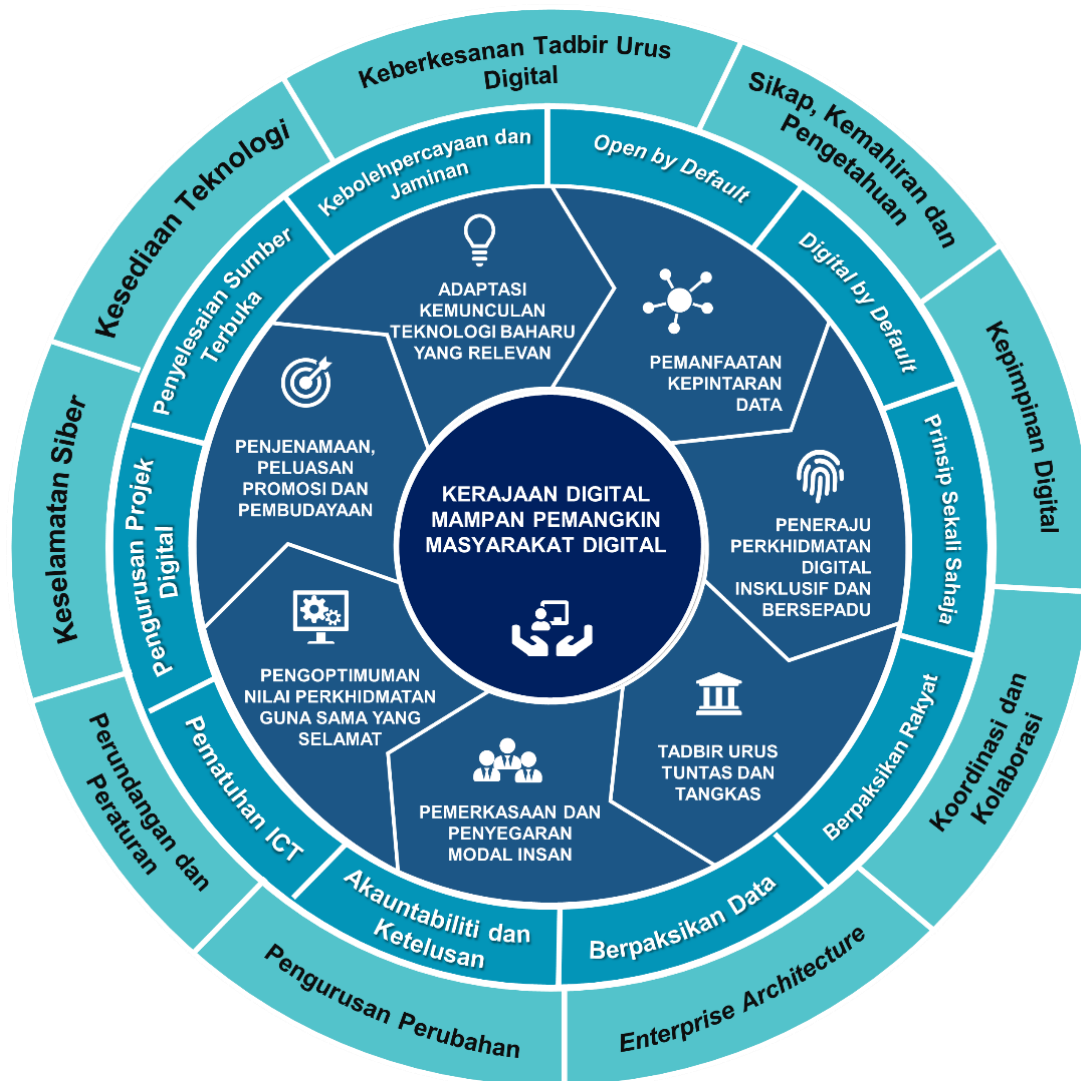 Keberkesanan Tadbir Urus
Digital
Sikap, Kemahiran dan
Pengetahuan
Kepimpinan Digital
Koordinasi dan
Kolaborasi
Enterprise Architecture
Pengurusan Perubahan
Perundangan dan
Peraturan
Keselamatan Siber
Kesediaan Teknologi
Kebolehpercayaan dan
Jaminan
Open by Default
Digital by Default
Prinsip Sekali Sahaja
Berpaksikan Rakyat
Berpaksikan Data
Akauntabiliti dan
Ketelusan
Pematuhan ICT
Pengurusan Projek
Digital
Penyelesaian Sumber
Terbuka
ADAPTASI
KEMUNCULAN
TEKNOLOGI BAHARU
YANG RELEVAN
PEMANFAATAN
KEPINTARAN
DATA
PENERAJU
PERKHIDMATAN
DIGITAL
INSKLUSIF DAN
BERSEPADU
TADBIR URUS
TUNTAS DAN
TANGKAS
PEMERKASAAN DAN
PENYEGARAN
MODAL INSAN
PENGOPTIMUMAN
NILAI PERKHIDMATAN
GUNA SAMA YANG
SELAMAT
PENJENAMAAN,
PELUASAN
PROMOSI DAN
PEMBUDAYAAN
KERAJAAN DIGITAL
MAMPAN PEMANGKIN
MASYARAKAT DIGITAL